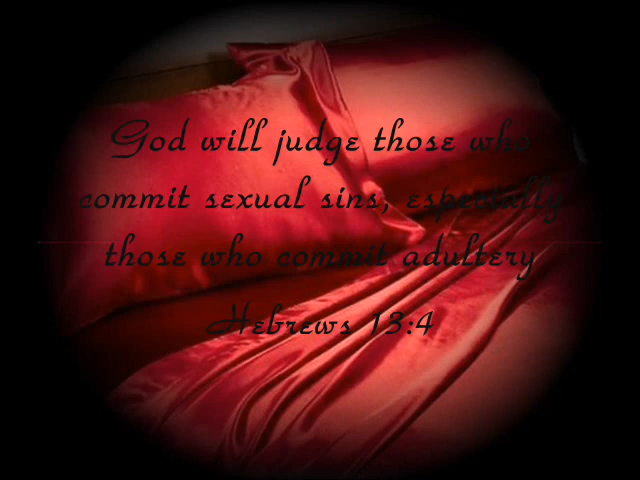 God will judge those who
commit sexual sins, especially
those who commit adultery
Hebrews 13:4